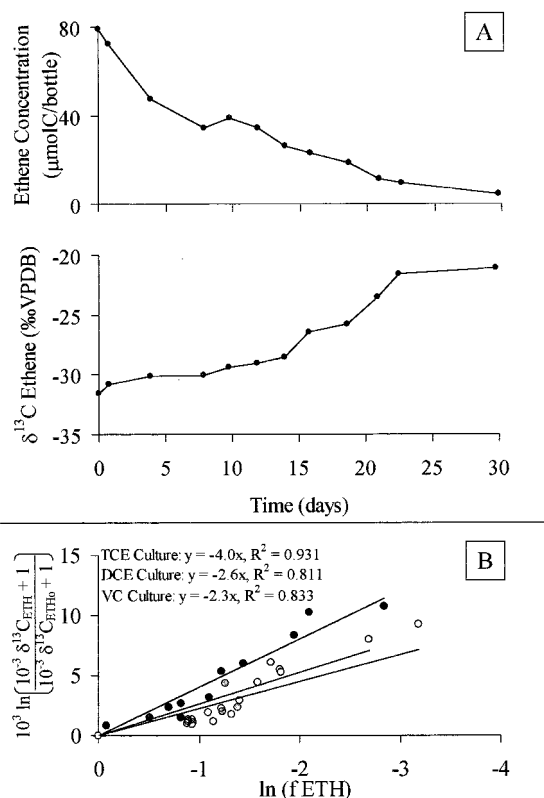 A
Ethene Concentration
(μmolC/bottle)
80
40
0
δ¹³C Ethene (‰VPDB)
-20
-25
-30
-35
0 5 10 15 20 25 30
Time (days)
B
TCE Culture: y = -4.0x, R² = 0.931
DCE Culture: y = -2.6x, R² = 0.811
VC Culture: y = -2.3x, R² = 0.833
10³ ln(10⁻³ δ¹³C_ETH + 1 / 10⁻³ δ¹³C_ETHo + 1)
15
10
5
0
0 -1 -2 -3 -4
ln (f ETH)